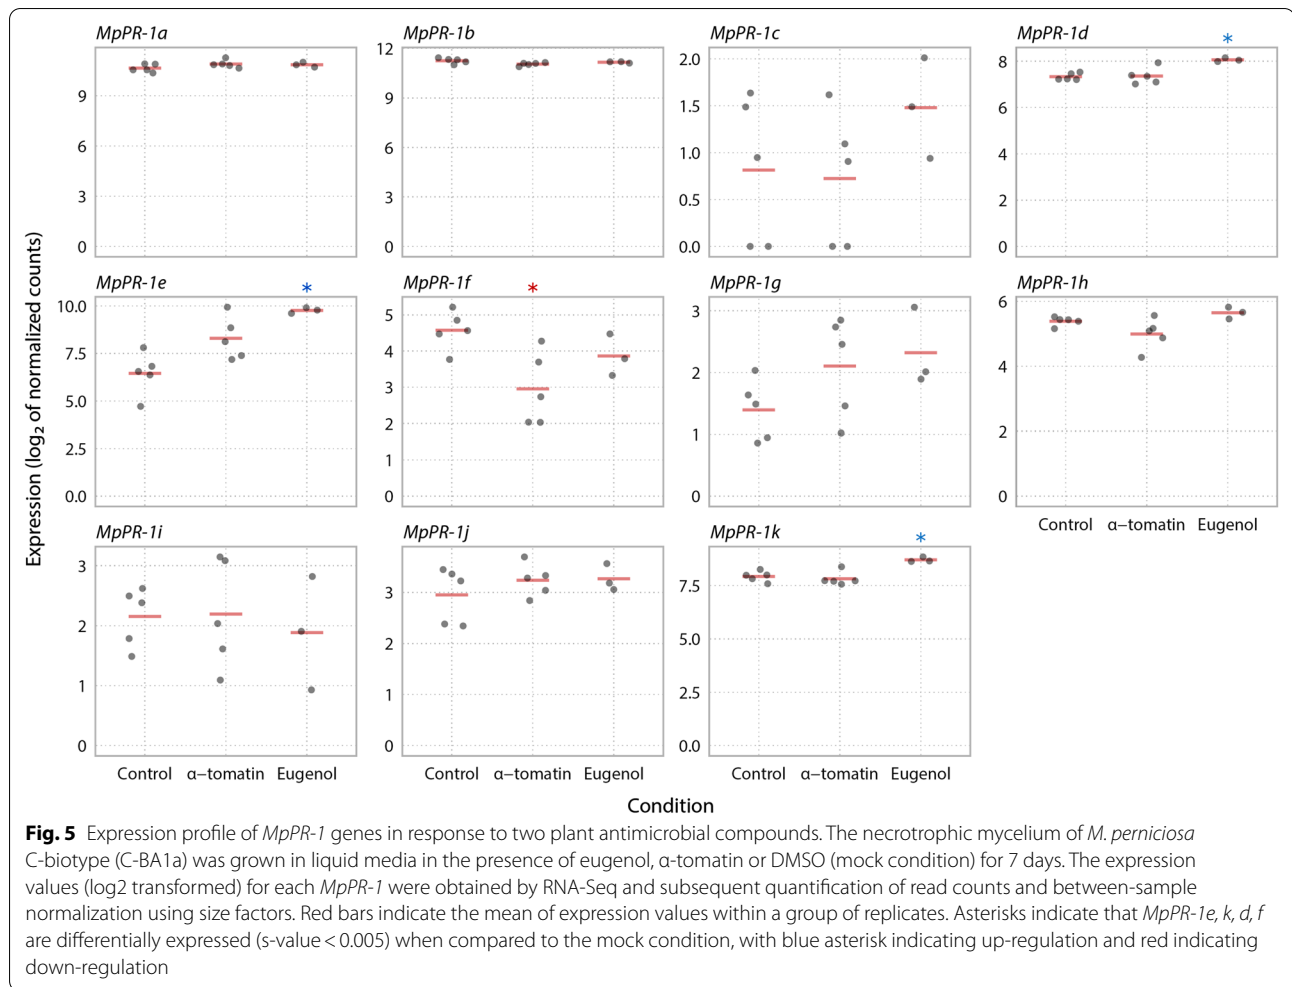 MpPR-1a
MpPR-1b
MpPR-1c
MpPR-1d
*
9
6
3
0
12
9
6
3
0
2.0
1.5
1.0
0.5
0.0
8
6
4
2
0
Expression (log2 of normalized counts)
MpPR-1e
*
MpPR-1f
*
MpPR-1g
MpPR-1h
10.0
7.5
5.0
2.5
0.0
5
4
3
2
1
0
3
2
1
0
6
4
2
0
Control α–tomatin Eugenol
MpPR-1i
MpPR-1j
MpPR-1k
*
3
2
1
0
3
2
1
0
7.5
5.0
2.5
0.0
Control α–tomatin Eugenol
Control α–tomatin Eugenol
Control α–tomatin Eugenol
Condition
Fig. 5 Expression profile of MpPR-1 genes in response to two plant antimicrobial compounds. The necrotrophic mycelium of M. perniciosa
C-biotype (C-BA1a) was grown in liquid media in the presence of eugenol, α-tomatin or DMSO (mock condition) for 7 days. The expression
values (log2 transformed) for each MpPR-1 were obtained by RNA-Seq and subsequent quantification of read counts and between-sample
normalization using size factors. Red bars indicate the mean of expression values within a group of replicates. Asterisks indicate that MpPR-1e, k, d, f
are differentially expressed (s-value < 0.005) when compared to the mock condition, with blue asterisk indicating up-regulation and red indicating
down-regulation